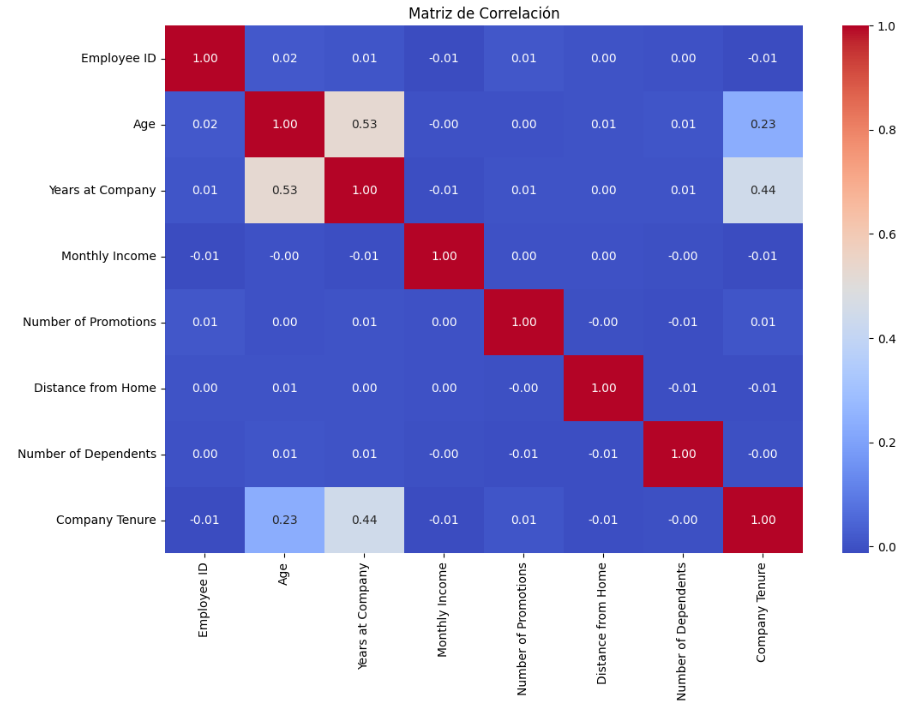 Matriz de Correlación
Employee ID 1.00 0.02 0.01 -0.01 0.01 0.00 0.00 -0.01
Age 0.02 1.00 0.53 -0.00 0.00 0.01 0.01 0.23
Years at Company 0.01 0.53 1.00 -0.01 0.01 0.00 0.01 0.44
Monthly Income -0.01 -0.00 -0.01 1.00 0.00 0.00 -0.00 -0.01
Number of Promotions 0.01 0.00 0.01 0.00 1.00 -0.00 -0.01 0.01
Distance from Home 0.00 0.01 0.00 0.00 -0.00 1.00 -0.01 -0.01
Number of Dependents 0.00 0.01 0.01 -0.00 -0.01 -0.01 1.00 -0.00
Company Tenure -0.01 0.23 0.44 -0.01 0.01 -0.01 -0.00 1.00
Employee ID
Age
Years at Company
Monthly Income
Number of Promotions
Distance from Home
Number of Dependents
Company Tenure
1.0
0.8
0.6
0.4
0.2
0.0